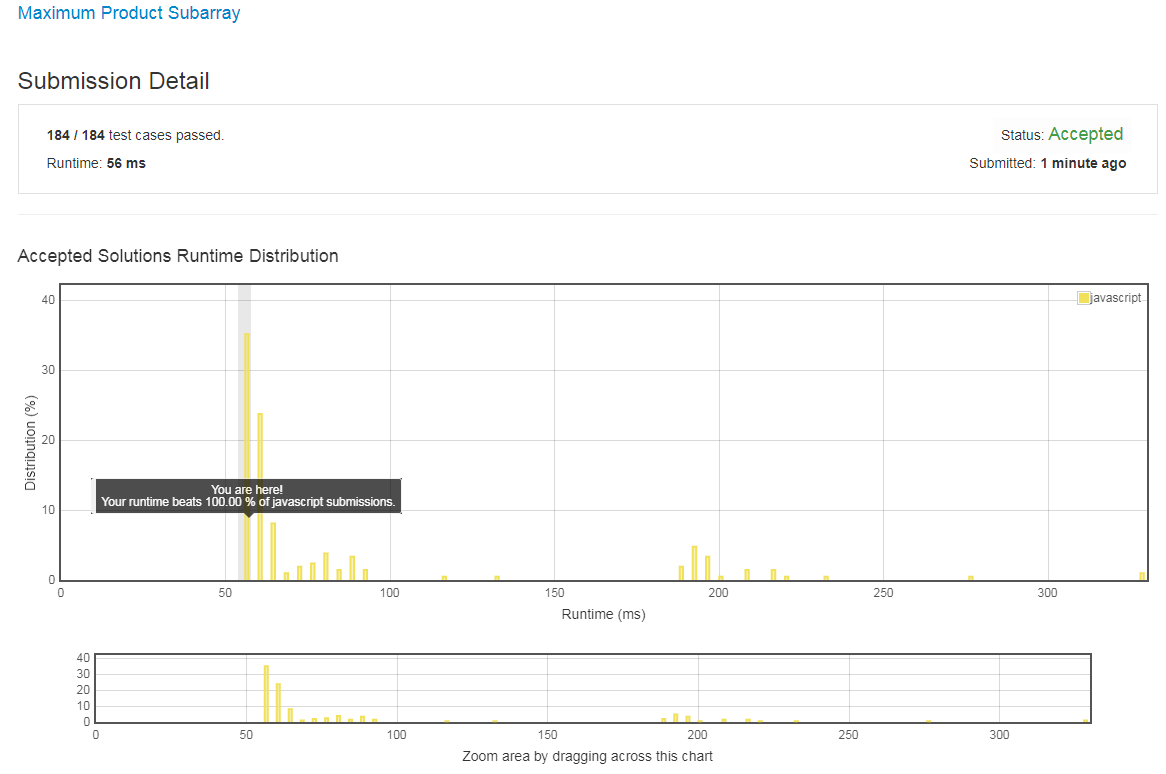 Maximum Product Subarray
Submission Detail
184 / 184 test cases passed.
Status: Accepted
Runtime: 56 ms
Submitted: 1 minute ago
Accepted Solutions Runtime Distribution
javascript
40
30
20
10
0
Distribution (%)
You are here!
Your runtime beats 100.00 % of javascript submissions.
0 50 100 150 200 250 300
Runtime (ms)
40
30
20
10
0
0 50 100 150 200 250 300
Zoom area by dragging across this chart